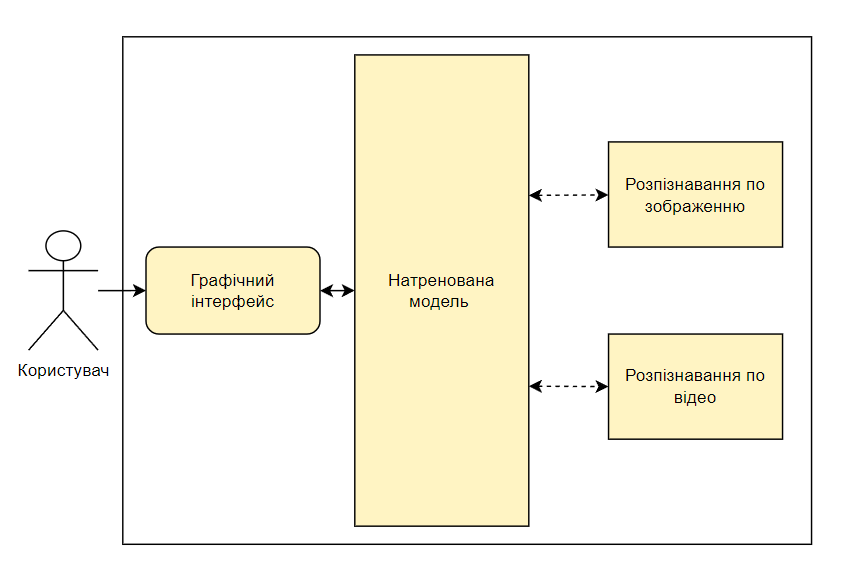 Користувач
Графічний
інтерфейс
Натренована
модель
Розпізнавання по
зображенню
Розпізнавання по
відео